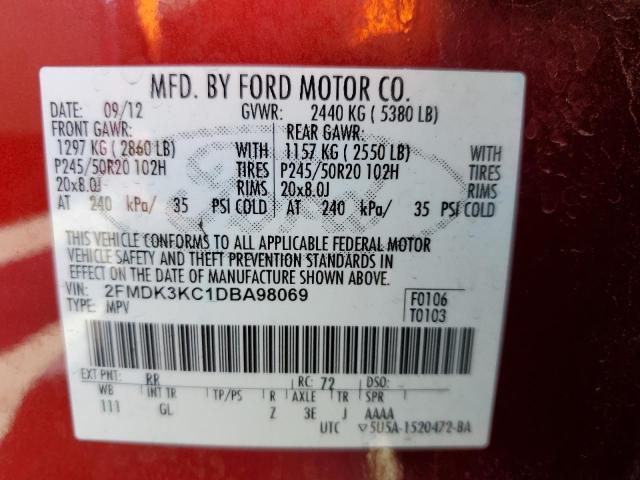 MFD. BY FORD MOTOR CO.
DATE: 09/12 GVWR: 2440 KG ( 5380 LB)
FRONT GAWR: REAR GAWR:
1297 KG ( 2860 LB) 1157 KG ( 2550 LB)
P245/50R20 102H TIRES P245/50R20 102H TIRES
20x8.0J RIMS 20x8.0J RIMS
AT 240 kPa/ 35 PSI COLD AT 240 kPa/ 35 PSI COLD
THIS VEHICLE CONFORMS TO ALL APPLICABLE FEDERAL MOTOR
VEHICLE SAFETY AND THEFT PREVENTION STANDARDS IN
EFFECT ON THE DATE OF MANUFACTURE SHOWN ABOVE.
VIN: 2FMDK3KC1DBA98069 F0106
TYPE: MPV T0103
EXT PNT: RR RC: 72 DSO:
WB INT TR TP/PS R AXLE TR SPR
111 GL Z 3E J AAAA
UTC ▽5U5A-1520472-BA